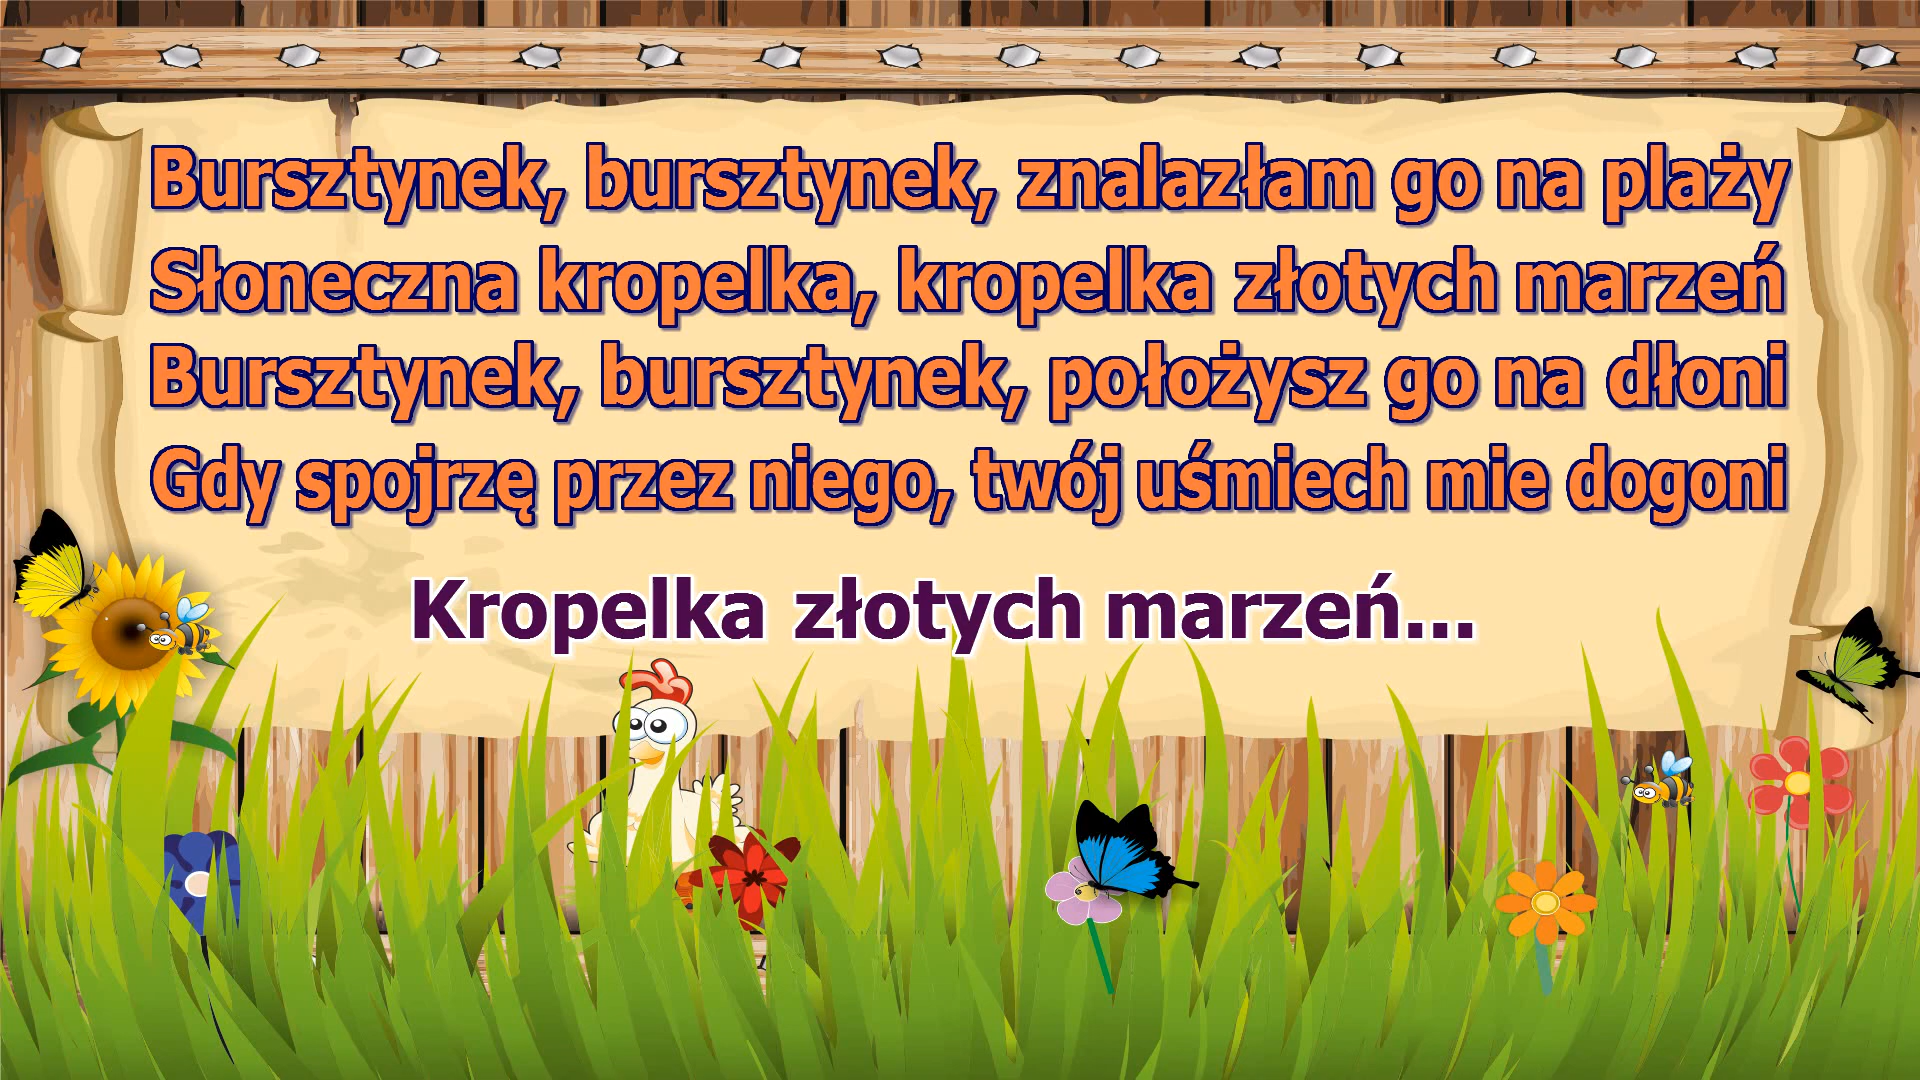 Bursztynek, bursztynek, znalazłam go na plaży
Słoneczna kropelka, kropelka złotych marzeń
Bursztynek, bursztynek, położysz go na dłoni
Gdy spojrzę przez niego, twój uśmiech mie dogoni
Kropelka złotych marzeń...